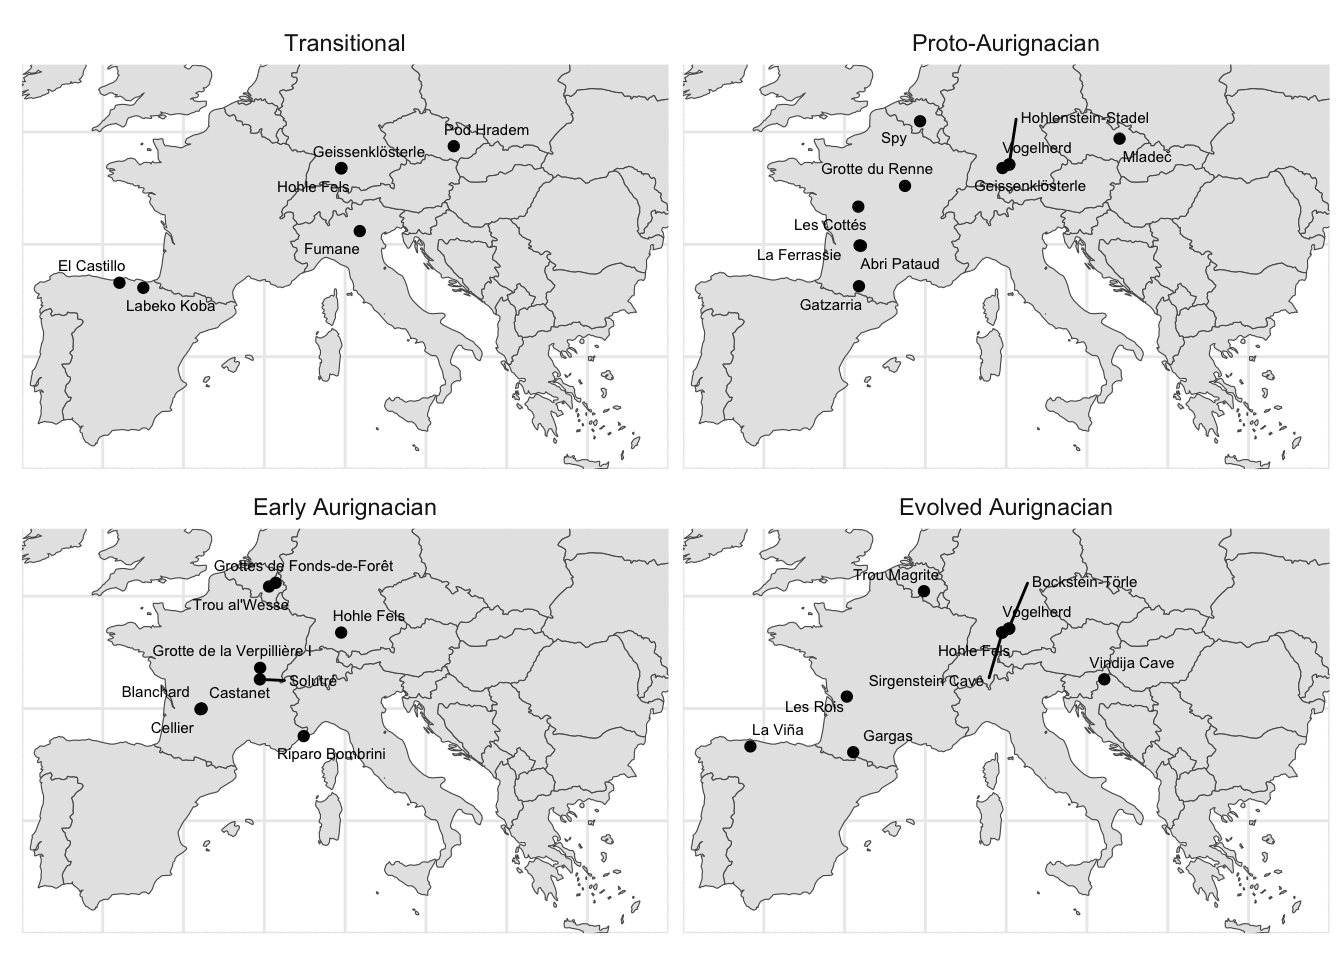 Transitional
Pod Hradem
Geissenklösterle
Hohle Fels
Fumane
El Castillo
Labeko Koba
Proto-Aurignacian
Hohlenstein-Stadel
Spy
Vogelherd
Mladeč
Grotte du Renne
Geissenklösterle
Les Cottés
La Ferrassie
Abri Pataud
Gatzarria
Early Aurignacian
Grottes de Fonds-de-Forêt
Trou al'Wesse
Hohle Fels
Grotte de la Verpillière I
Solutré
Blanchard
Castanet
Cellier
Riparo Bombrini
Evolved Aurignacian
Trou Magrite
Bockstein-Törle
Vogelherd
Hohle Fels
Vindija Cave
Sirgenstein Cave
Les Rois
La Viña
Gargas